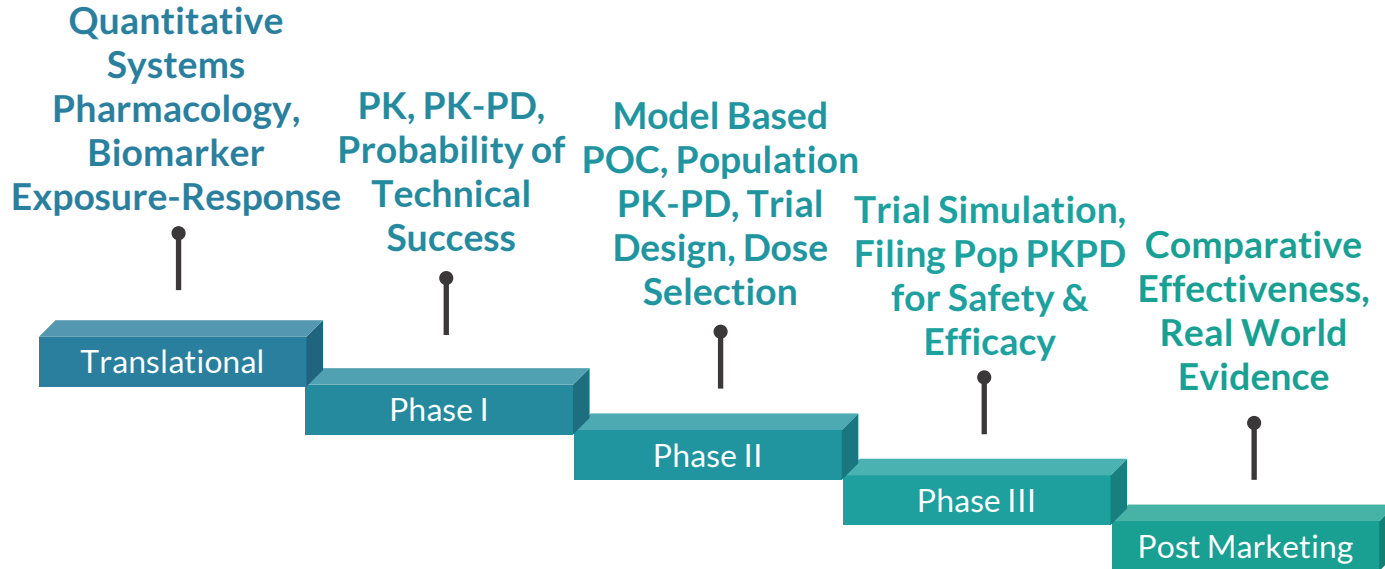 Quantitative
Systems
Pharmacology,
Biomarker
Exposure-Response
Translational
PK, PK-PD,
Probability of
Technical
Success
Phase I
Model Based
POC, Population
PK-PD, Trial
Design, Dose
Selection
Phase II
Trial Simulation,
Filing Pop PKPD
for Safety &
Efficacy
Phase III
Comparative
Effectiveness,
Real World
Evidence
Post Marketing